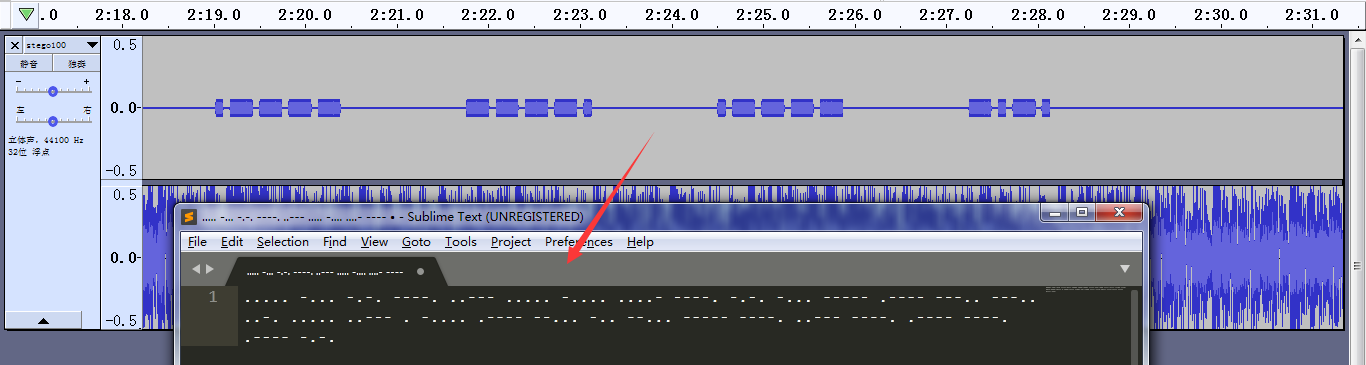 .0 2:18.0 2:19.0 2:20.0 2:21.0 2:22.0 2:23.0 2:24.0 2:25.0 2:26.0 2:27.0 2:28.0 2:29.0 2:30.0 2:31.0
stego100
静音 独奏
- +
左 右
立体声, 44100 Hz
32位 浮点
0.5
0.0-
-0.5
0.5
0.0-
-0.5
..... -... -.-. ----. ..--- ..... -.... ....- ---- • - Sublime Text (UNREGISTERED)
File Edit Selection Find View Goto Tools Project Preferences Help
..... -... -.-. ----. ..--- ..... -.... ....- ----
1 ..... -... -.-. ----. ..--- ..... -.... ....- ----. -.-. -... ----- .---- ---.. ---..
..-. ..... ..--- . -.... .---- --... -.. --... ----- ----. ..--- ----. .---- ----.
.---- -.-.